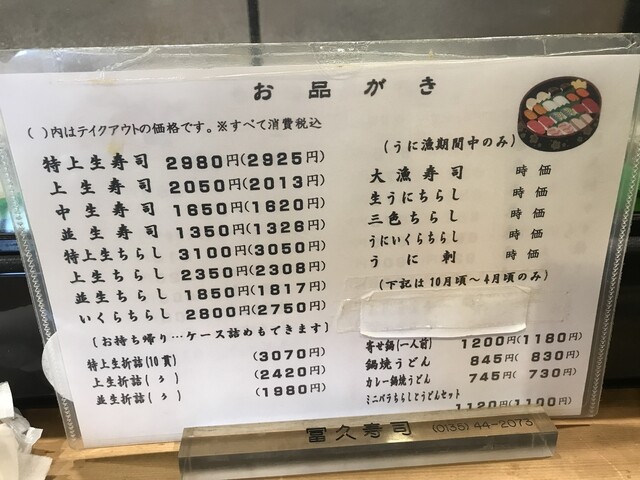 お品がき
( )内はテイクアウトの価格です。※すべて消費税込
特上生寿司 2980円(2925円)
上生寿司 2050円(2013円)
中生寿司 1650円(1620円)
並生寿司 1350円(1326円)
特上生ちらし 3100円(3050円)
上生ちらし 2350円(2308円)
並生ちらし 1850円(1817円)
いくらちらし 2800円(2750円)
(お持ち帰り…ケース詰めもできます)
特上生折詰(10貫) (3070円)
上生折詰(〃) (2420円)
並生折詰(〃) (1980円)
(うに漁期間中のみ)
大漁寿司 時価
生うにちらし 時価
三色ちらし 時価
うにいくらちらし 時価
うに刺 時価
(下記は10月頃～4月頃のみ)
寄せ鍋(一人前) 1200円(1180円)
鍋焼うどん 845円(830円)
カレー鍋焼うどん 745円(730円)
ミニバラちらしとうどんセット
1120円(1100円)
冨久寿司 (0135)44-2073